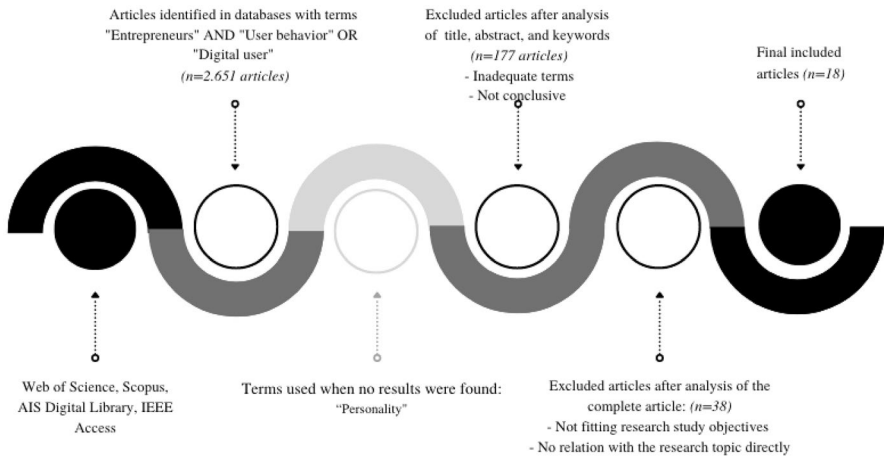 Articles identified in databases with terms
"Entrepreneurs" AND "User behavior" OR
"Digital user"
(n=2.651 articles)
Excluded articles after analysis
of title, abstract, and keywords
(n=177 articles)
- Inadequate terms
- Not conclusive
Final included
articles (n=18)
Web of Science, Scopus,
AIS Digital Library, IEEE
Access
Terms used when no results were found:
“Personality"
Excluded articles after analysis of the
complete article: (n=38)
- Not fitting research study objectives
- No relation with the research topic directly